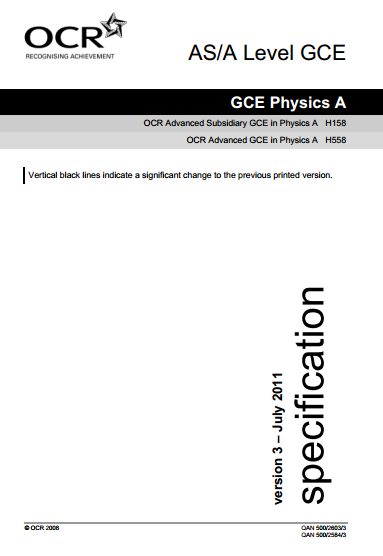 OCR
RECOGNISING ACHIEVEMENT
AS/A Level GCE
GCE Physics A
OCR Advanced Subsidiary GCE in Physics A H158
OCR Advanced GCE in Physics A H558
Vertical black lines indicate a significant change to the previous printed version.
version 3 – July 2011
specification
© OCR 2008
QAN 500/2603/3
QAN 500/2584/3